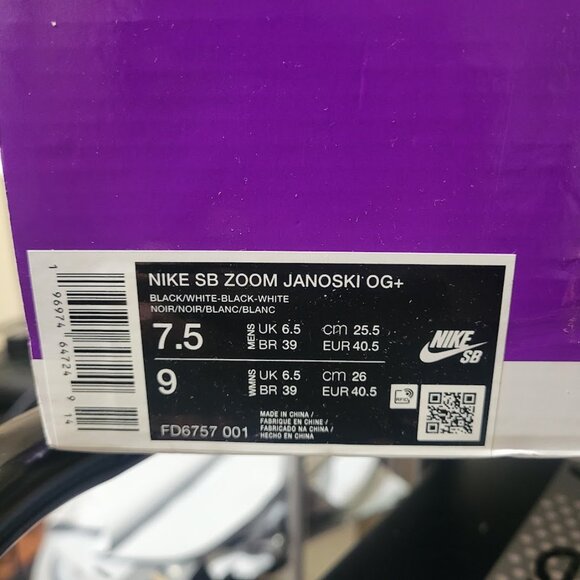 NIKE SB ZOOM JANOSKI OG+
BLACK/WHITE-BLACK-WHITE
NOIR/NOIR/BLANC/BLANC
7.5 MENS UK 6.5 cm 25.5
BR 39 EUR 40.5
9 WMNS UK 6.5 cm 26
BR 39 EUR 40.5
NIKE
SB
RFID
FD6757 001
MADE IN CHINA /
FABRIQUE EN CHINE /
FABRICADO NA CHINA /
HECHO EN CHINA
1 96974 64724 9 14